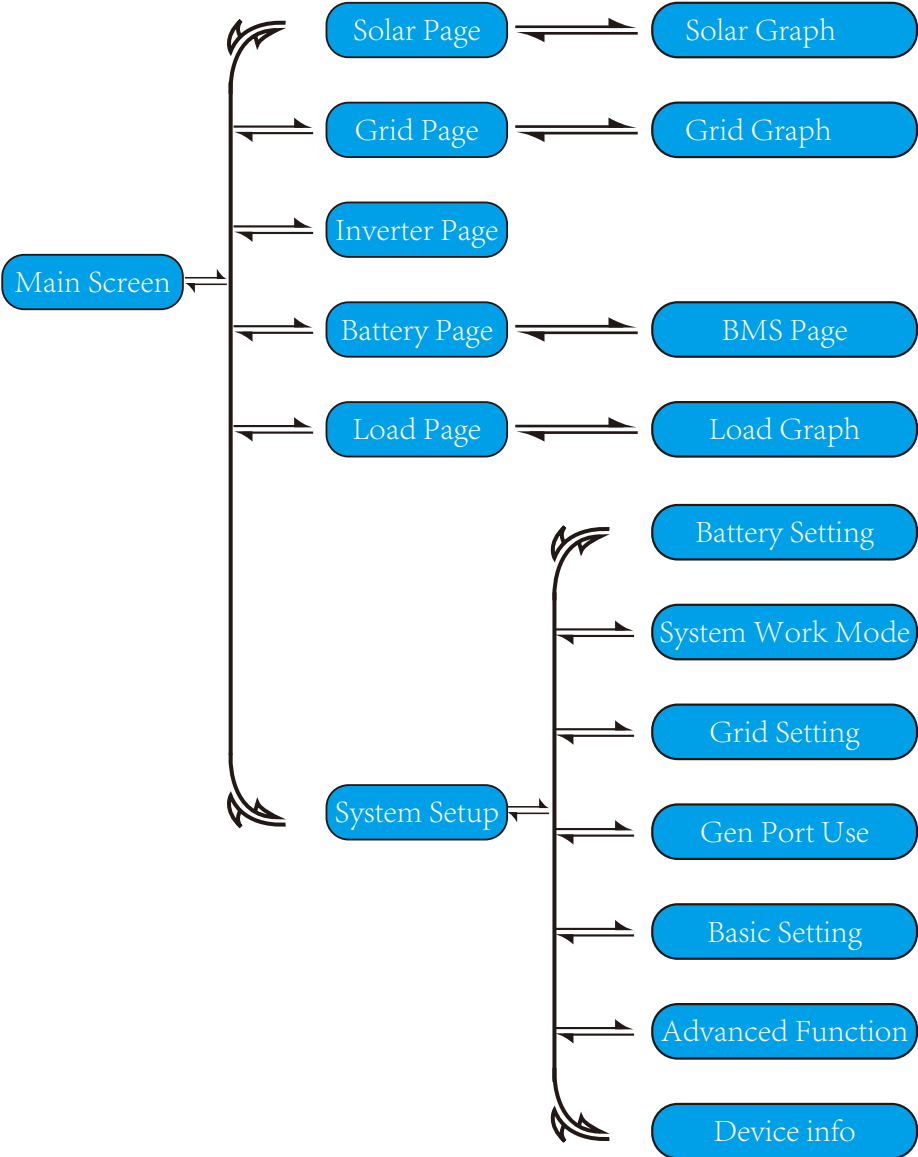 Solar Page
Solar Graph
Grid Page
Grid Graph
Inverter Page
Main Screen
Battery Page
BMS Page
Load Page
Load Graph
Battery Setting
System Work Mode
Grid Setting
System Setup
Gen Port Use
Basic Setting
Advanced Function
Device info